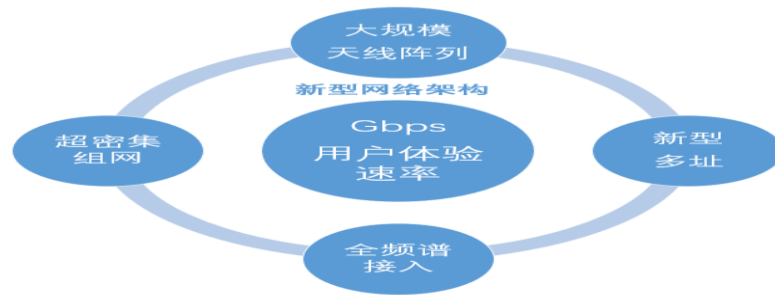 大规模
天线阵列
新型网络架构
Gbps
用户体验
速率
超密集
组网
新型
多址
全频谱
接入